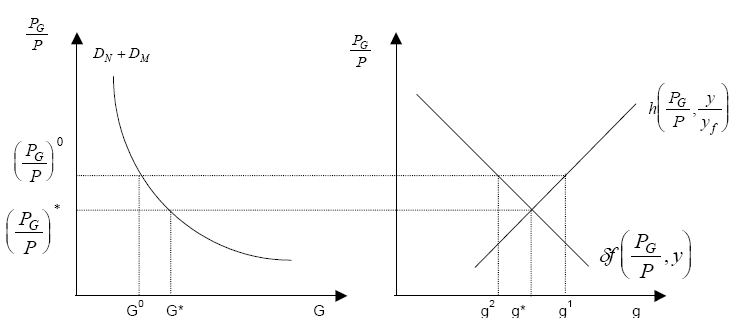 P_G/P
D_N + D_M
(P_G/P)^0
(P_G/P)^*
G^0 G* G
P_G/P
h(P_G/P, y/y_f)
δf(P_G/P, y)
g^2 g* g^1 g